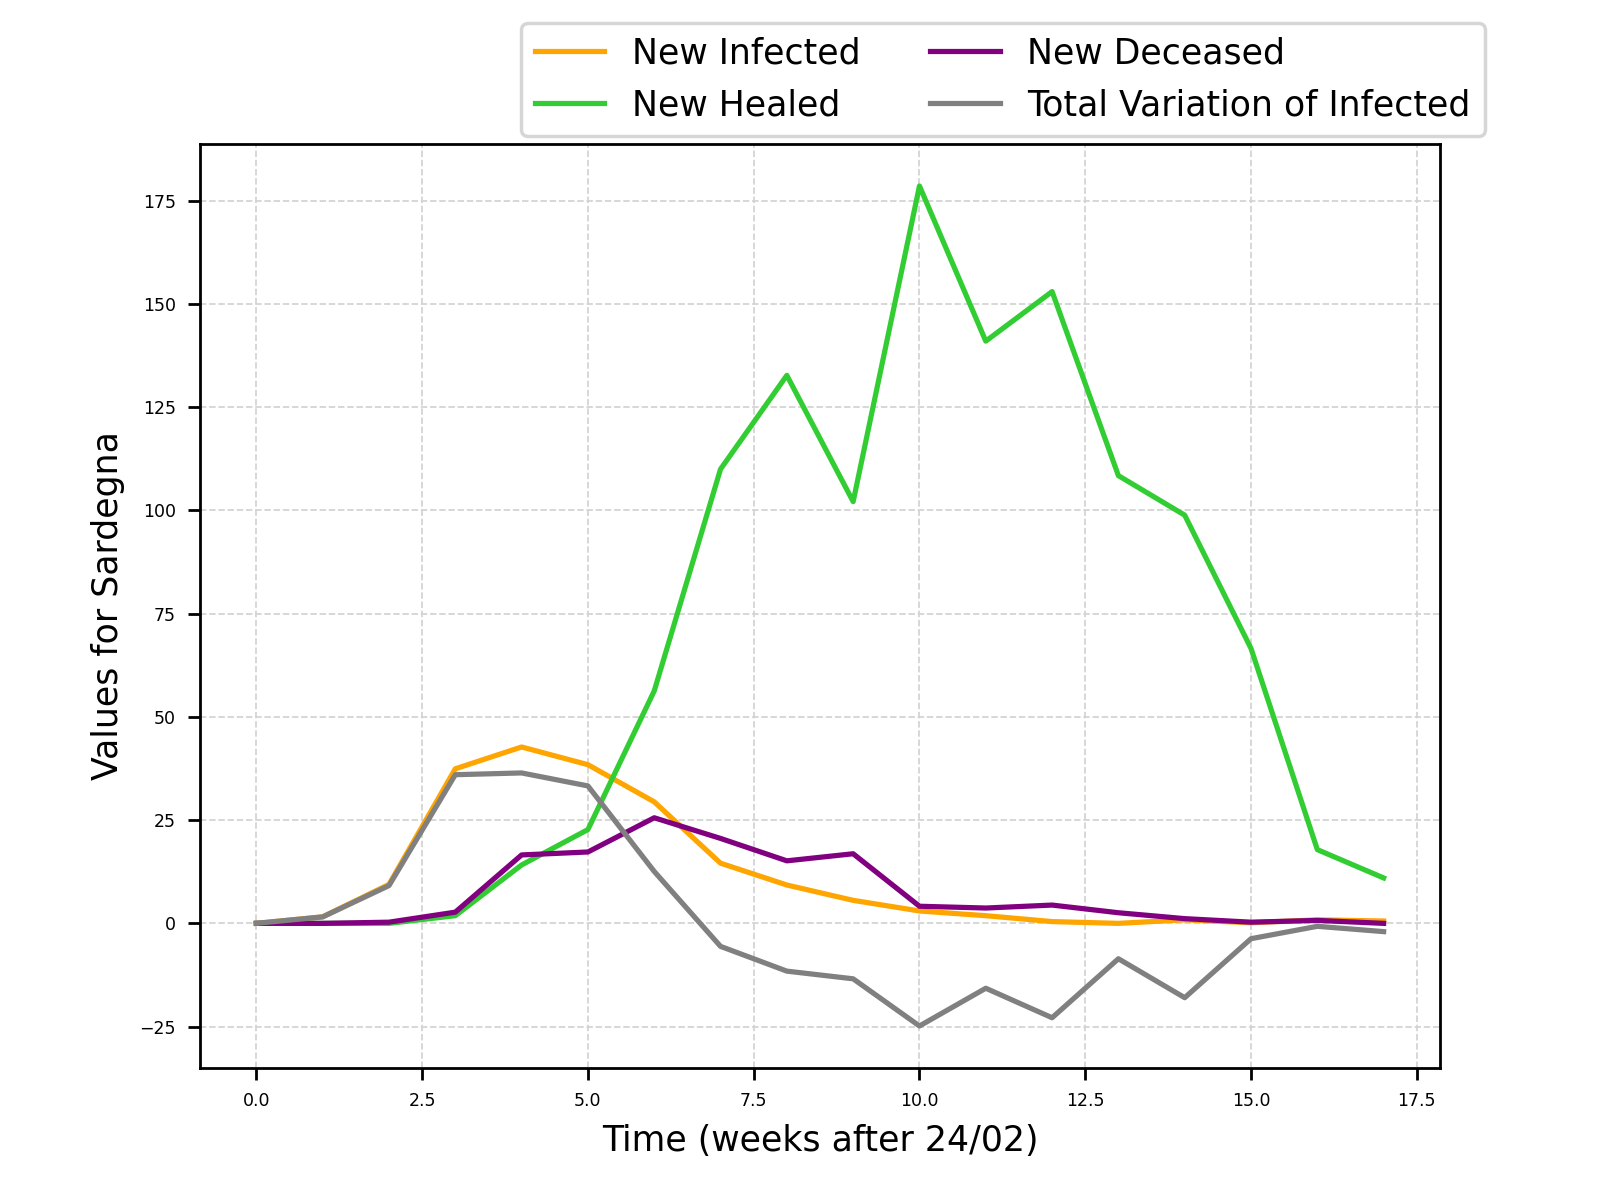 New Infected
New Healed
New Deceased
Total Variation of Infected
175
150
125
100
75
50
25
0
−25
Values for Sardegna
0.0 2.5 5.0 7.5 10.0 12.5 15.0 17.5
Time (weeks after 24/02)